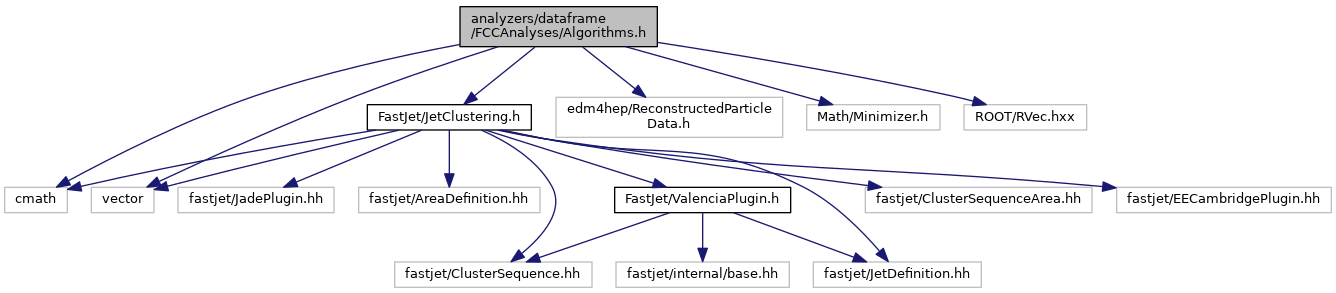 analyzers/dataframe
/FCCAnalyses/Algorithms.h
FastJet/JetClustering.h
edm4hep/ReconstructedParticle
Data.h
Math/Minimizer.h
ROOT/RVec.hxx
cmath
vector
fastjet/JadePlugin.hh
fastjet/AreaDefinition.hh
FastJet/ValenciaPlugin.h
fastjet/ClusterSequenceArea.hh
fastjet/EECambridgePlugin.hh
fastjet/ClusterSequence.hh
fastjet/internal/base.hh
fastjet/JetDefinition.hh